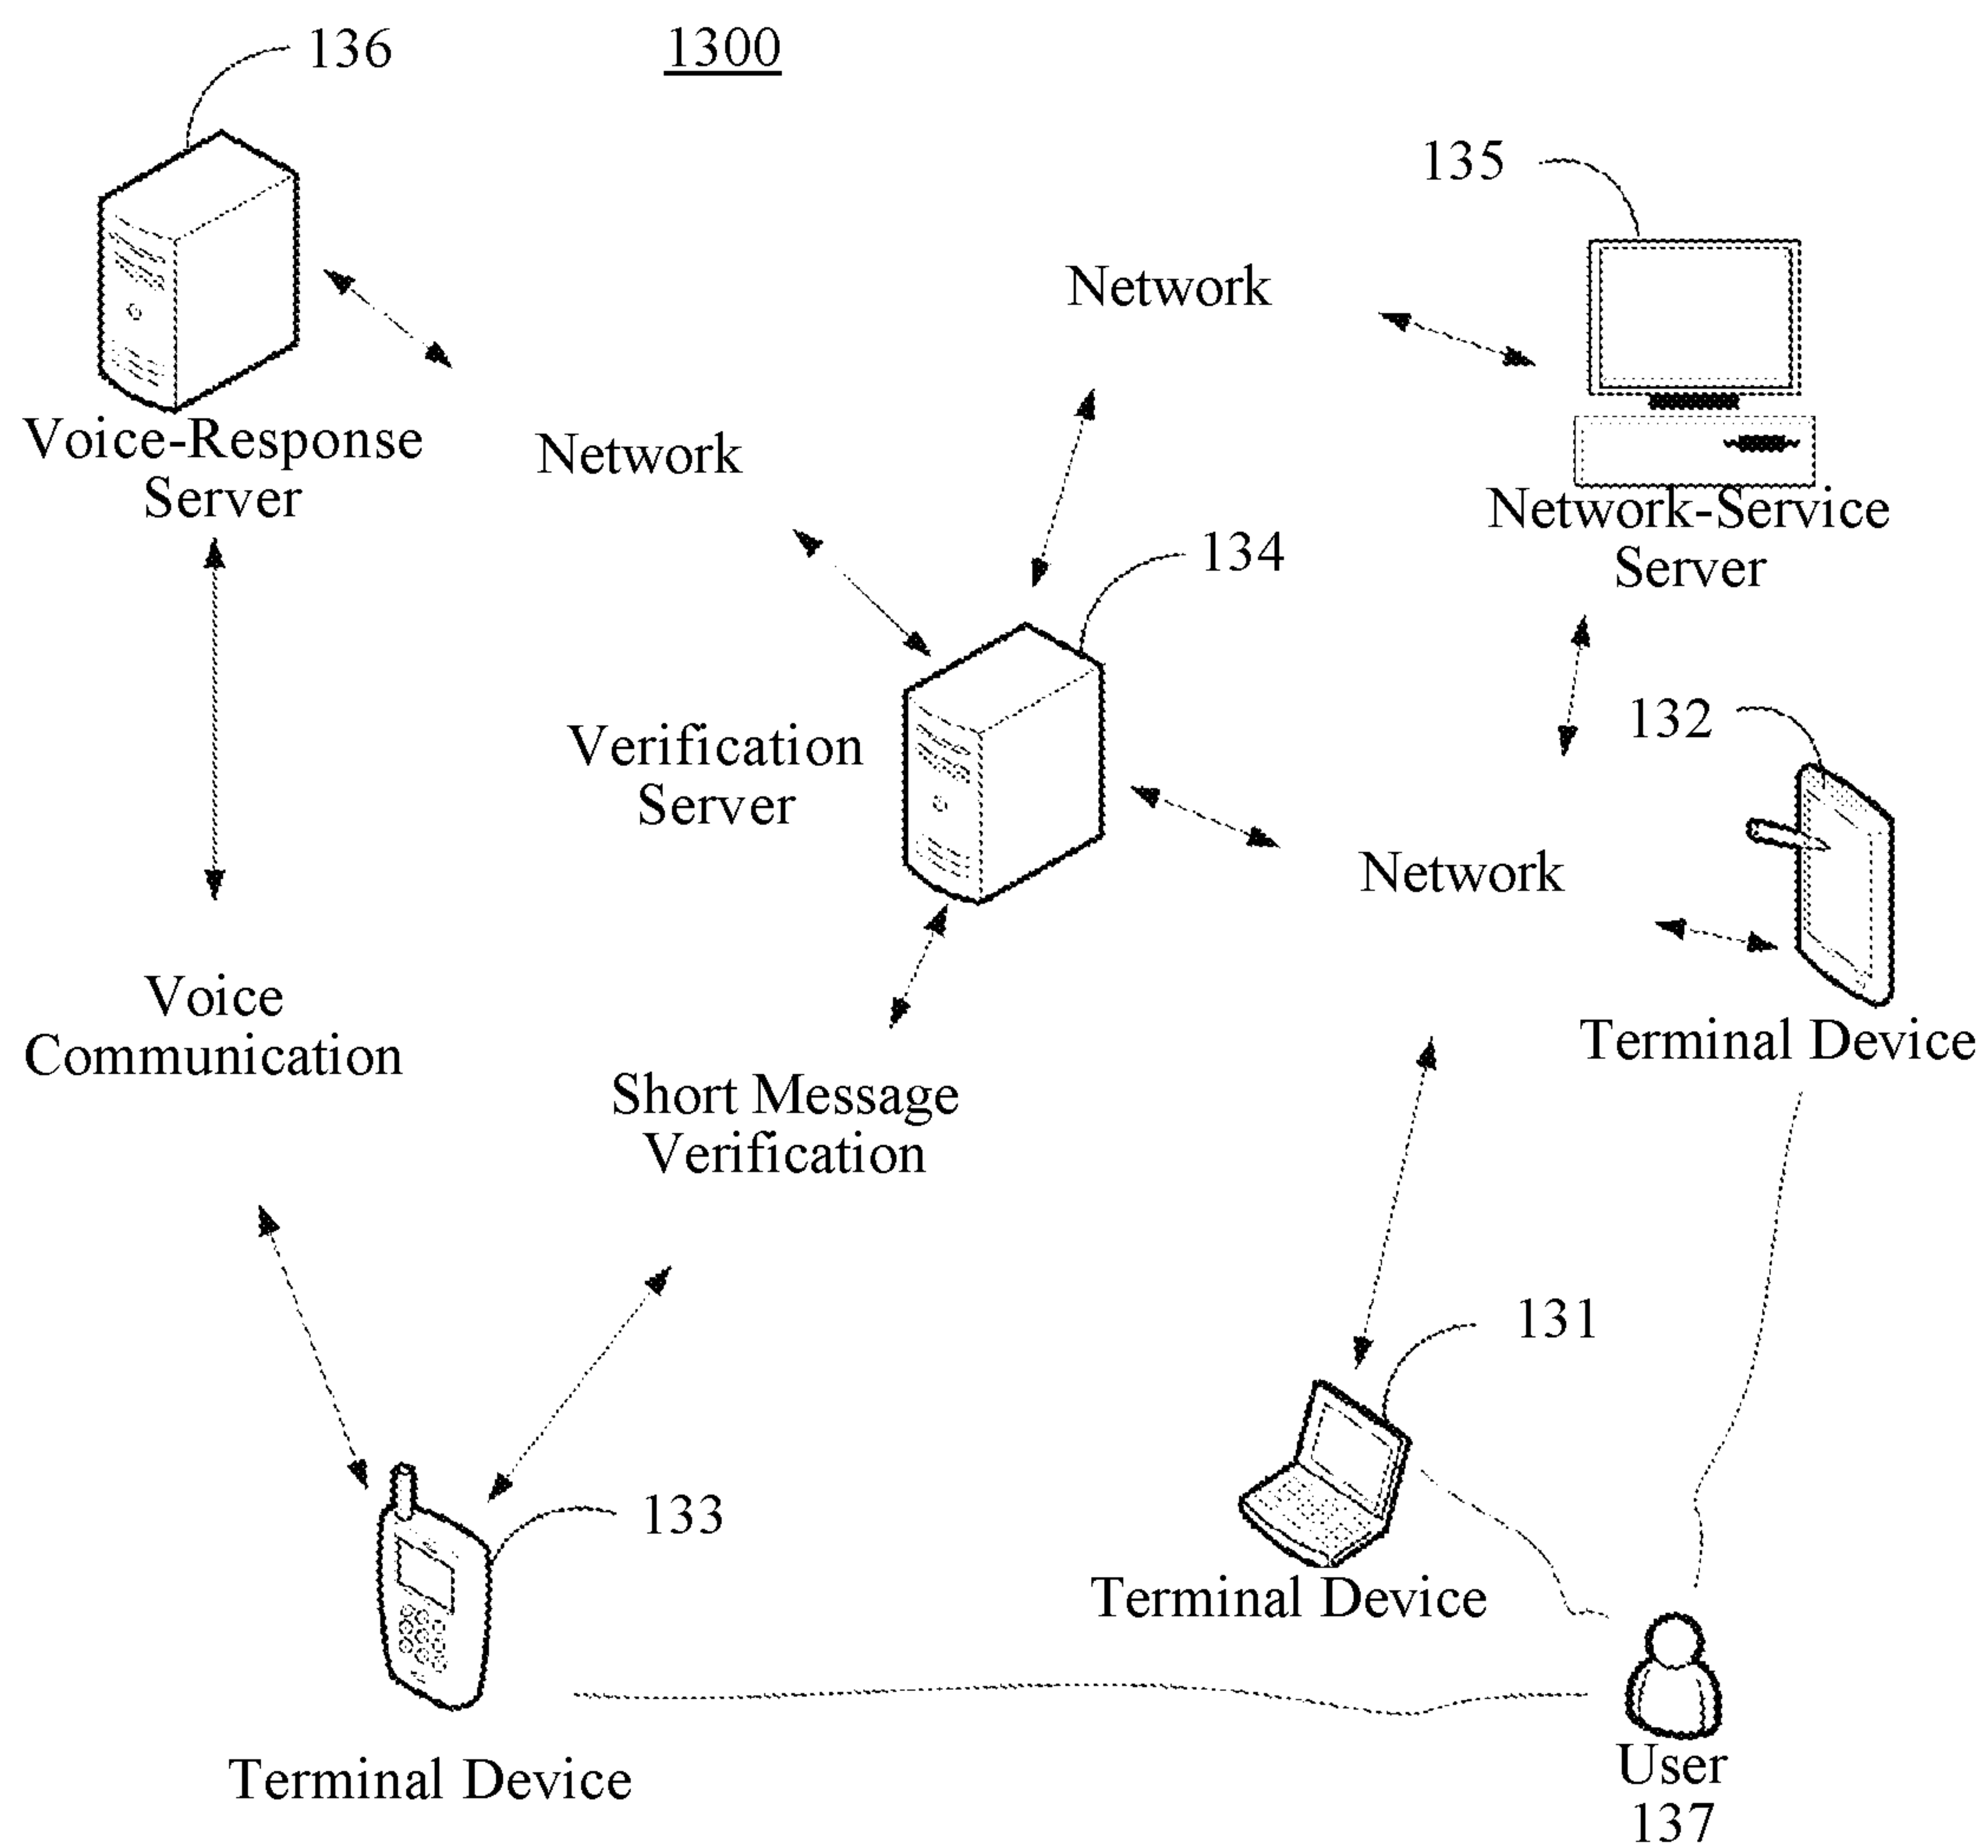 136
1300
135
Network
Voice-Response
Server
Network
Network-Service
Server
134
132
Verification
Server
Network
Voice
Communication
Terminal Device
Short Message
Verification
131
133
Terminal Device
Terminal Device
User
137